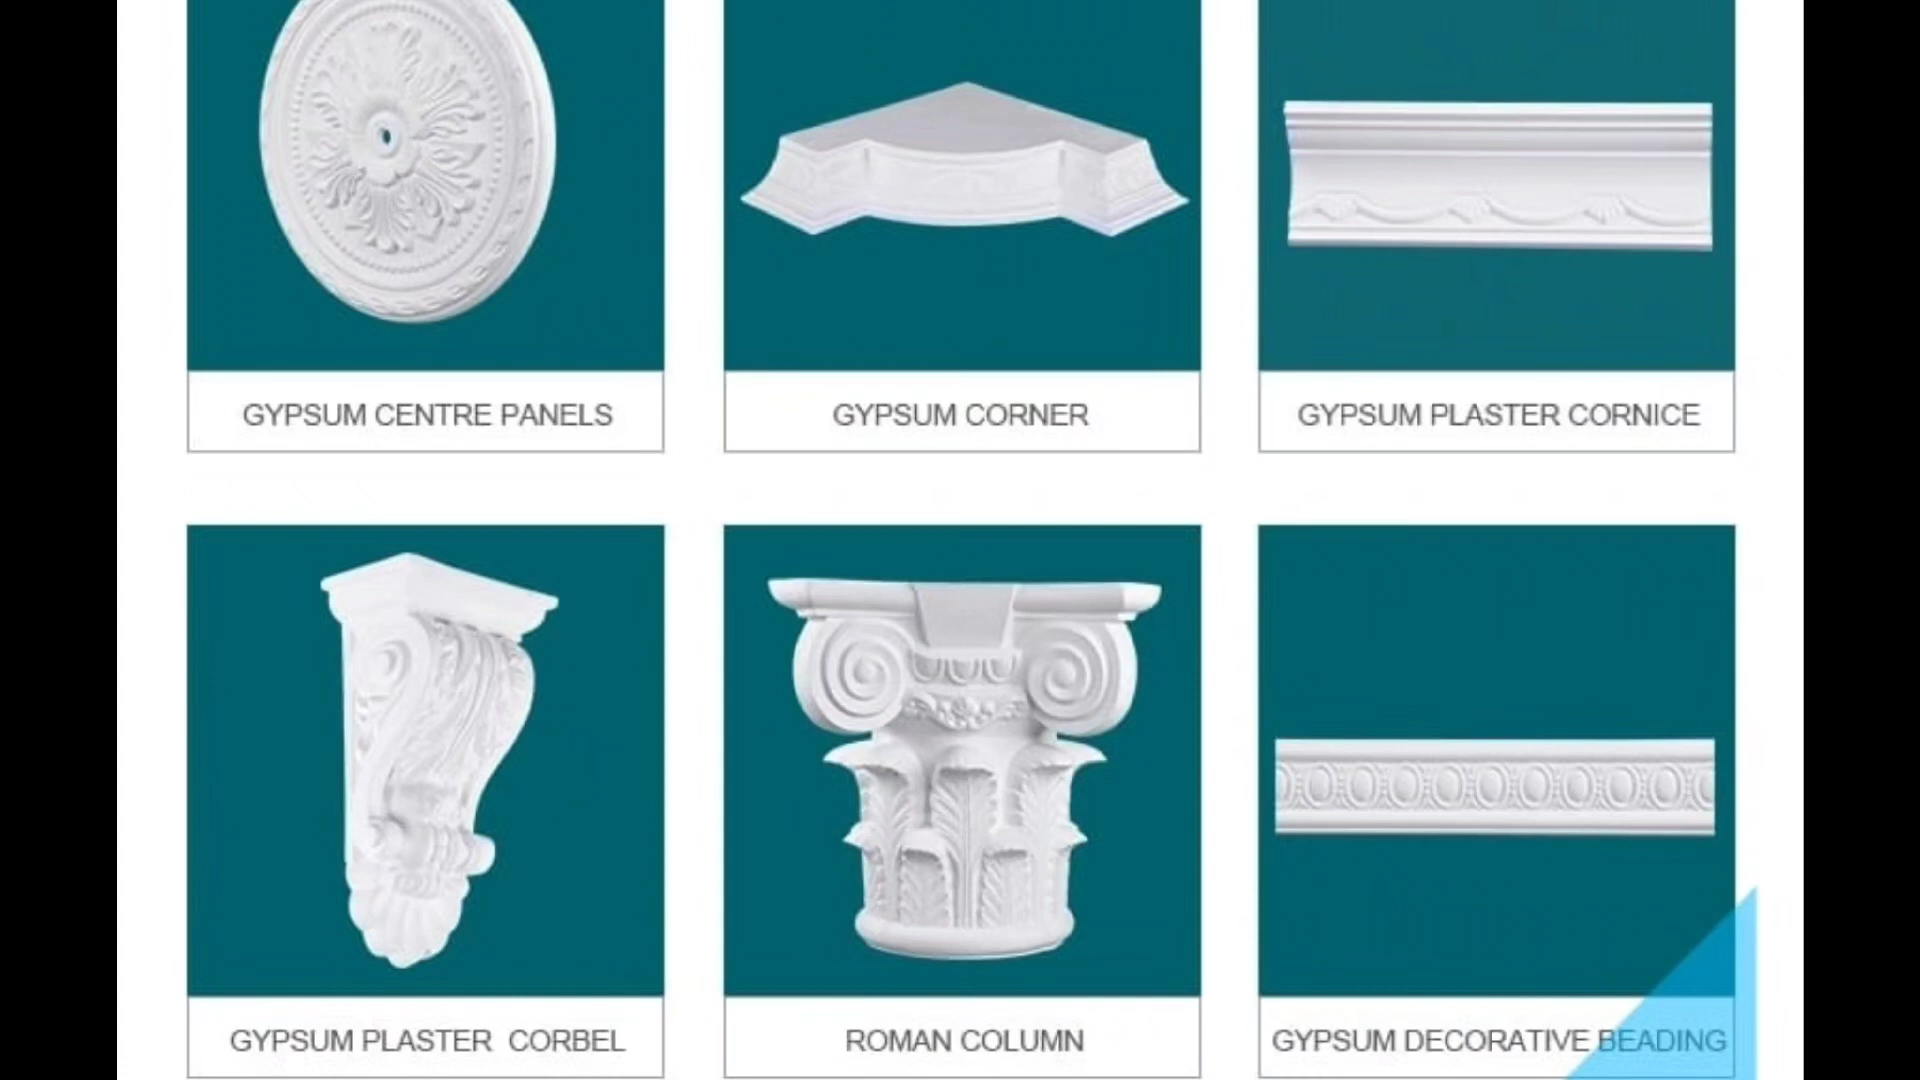 GYPSUM CENTRE PANELS
GYPSUM CORNER
GYPSUM PLASTER CORNICE
GYPSUM PLASTER CORBEL
ROMAN COLUMN
GYPSUM DECORATIVE BEADING